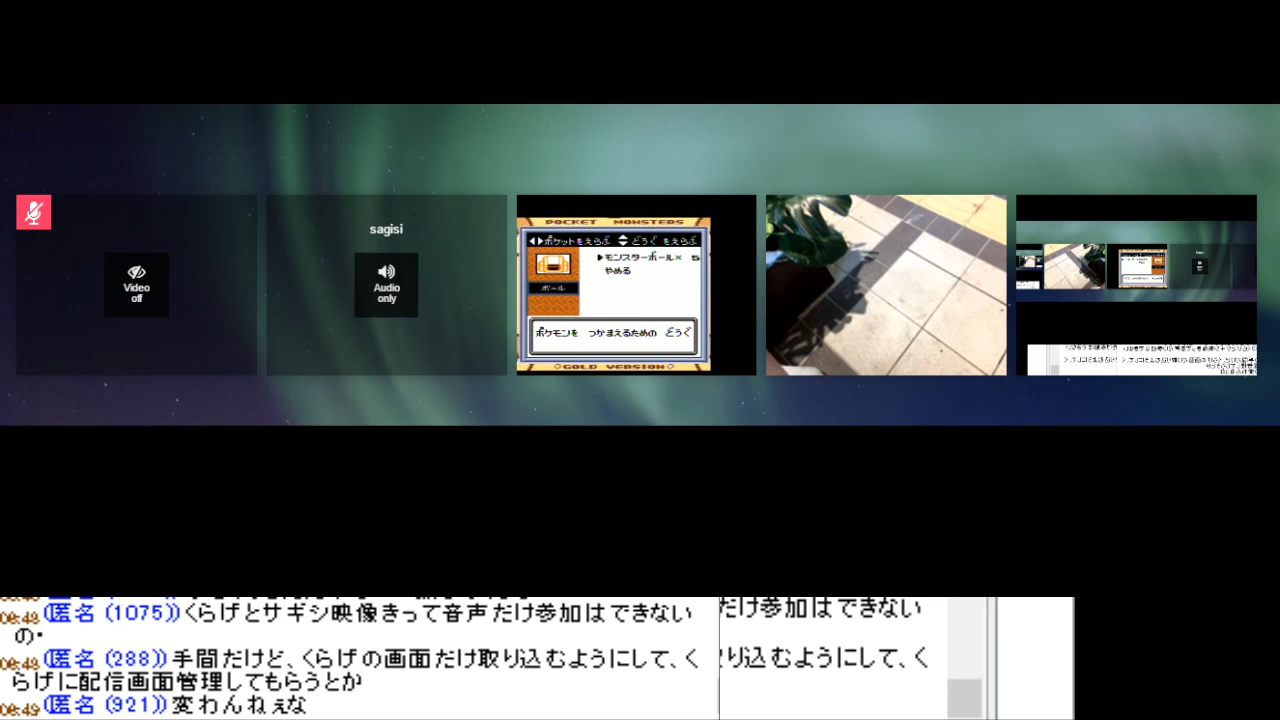 sagisi
Video
off
Audio
only
POCKET MONSTERS
ポケットをえらぶ どうぐ をえらぶ
▶モンスターボール× 5
やめる
ボール
ポケモンを つかまえるための どうぐ
GOLD VERSION
08:48 (匿名 (1075)) くらげとサギシ映像きって音声だけ参加はできない
の・
だけ参加はできない
08:48 (匿名 (288)) 手間だけど、くらげの画面だけ取り込むようにして、く
らげに配信画面管理してもらうとか
り込むようにして、く
08:49 (匿名 (921)) 変わんねぇな